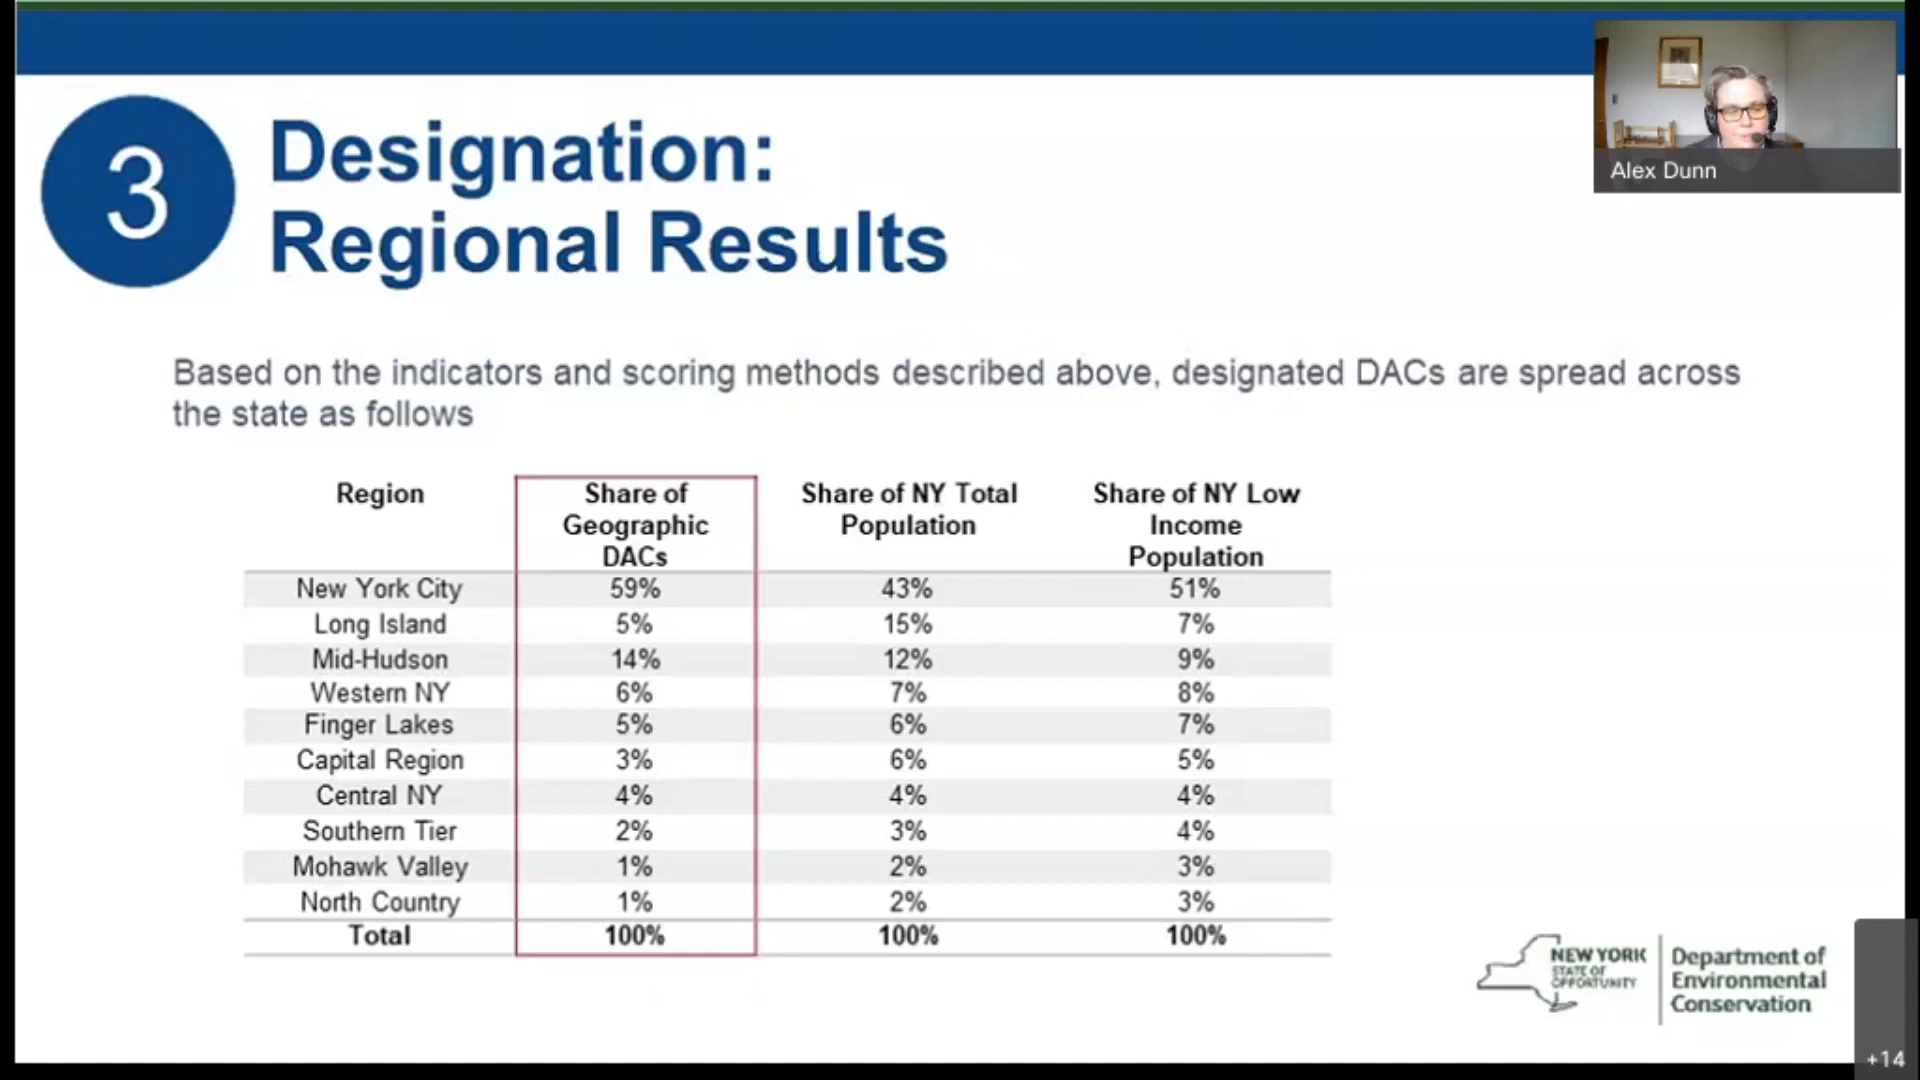 3
Designation:
Regional Results
Alex Dunn
Based on the indicators and scoring methods described above, designated DACs are spread across
the state as follows
Region Share of Geographic DACs Share of NY Total Population Share of NY Low Income Population
New York City 59% 43% 51%
Long Island 5% 15% 7%
Mid-Hudson 14% 12% 9%
Western NY 6% 7% 8%
Finger Lakes 5% 6% 7%
Capital Region 3% 6% 5%
Central NY 4% 4% 4%
Southern Tier 2% 3% 4%
Mohawk Valley 1% 2% 3%
North Country 1% 2% 3%
Total 100% 100% 100%
NEW YORK
STATE OF
OPPORTUNITY
Department of
Environmental
Conservation
+14